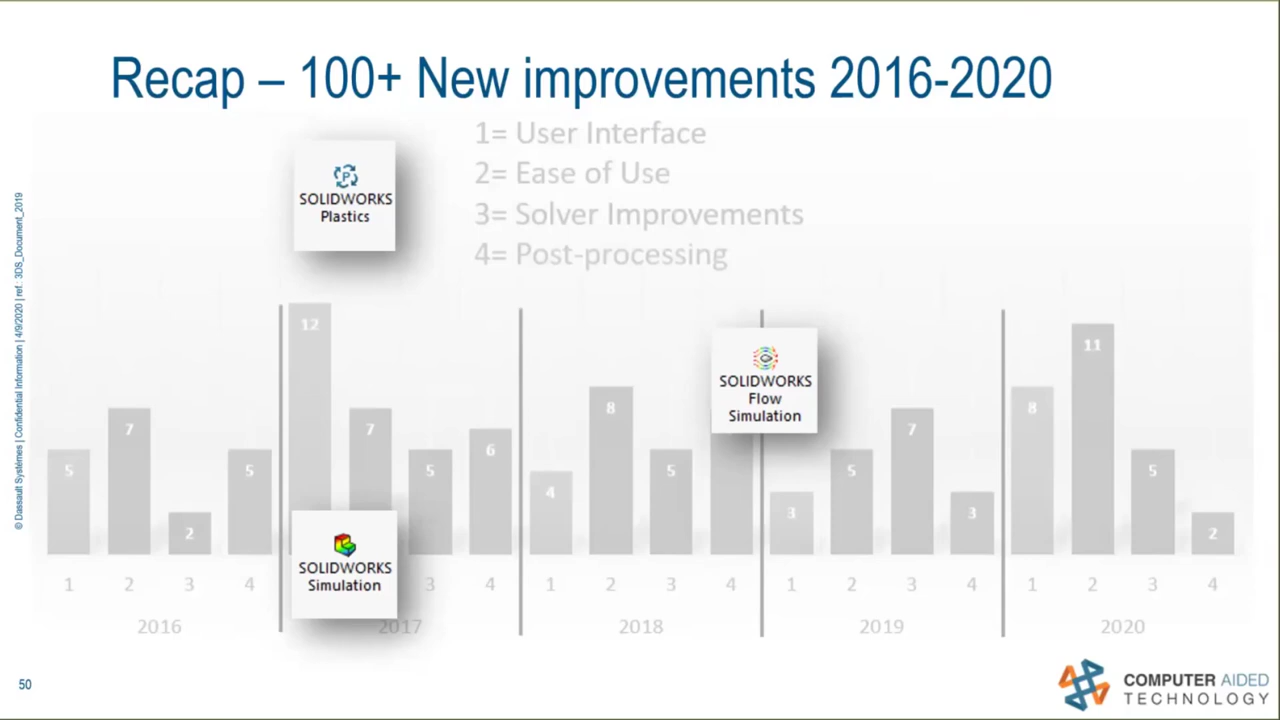 Recap – 100+ New improvements 2016-2020
1= User Interface
2= Ease of Use
3= Solver Improvements
4= Post-processing
P
SOLIDWORKS
Plastics
SOLIDWORKS
Flow
Simulation
SOLIDWORKS
Simulation
5 7 2 5 12 7 5 6 4 8 5 3 5 7 3 8 11 5 2
1 2 3 4 3 4 1 2 3 4 1 2 3 4 1 2 3 4
2016 2017 2018 2019 2020
© Dassault Systèmes | Confidential Information | 4/9/2020 | ref.: 3DS_Document_2019
50
COMPUTER AIDED
TECHNOLOGY